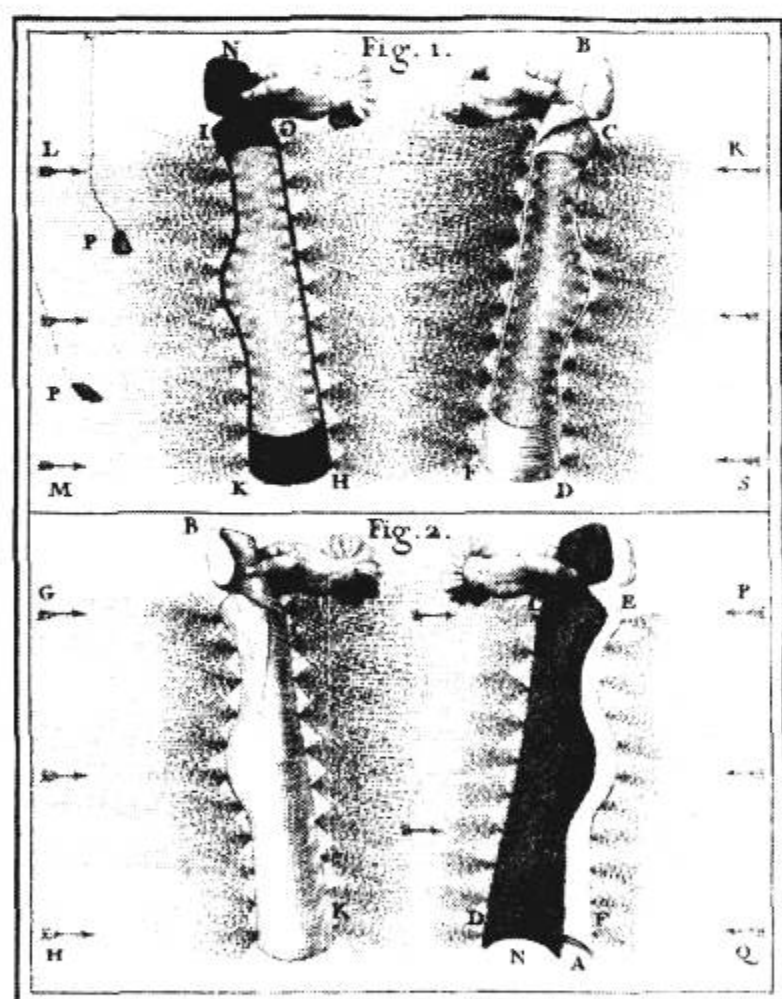 N Fig. 1. B
I G C
L R
P
P
K H F D
M S
B Fig. 2.
G L E P
D K F
H N A Q